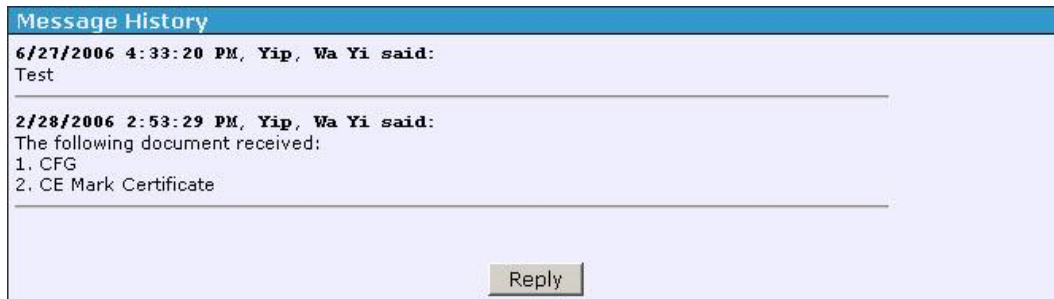 Message History
6/27/2006 4:33:20 PM, Yip, Wa Yi said:
Test
2/28/2006 2:53:29 PM, Yip, Wa Yi said:
The following document received:
1. CFG
2. CE Mark Certificate
Reply